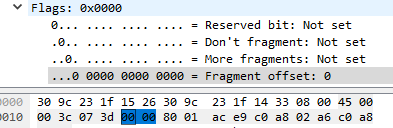 Flags: 0x0000
0... .... .... .... = Reserved bit: Not set
.0.. .... .... .... = Don't fragment: Not set
..0. .... .... .... = More fragments: Not set
...0 0000 0000 0000 = Fragment offset: 0
0000 30 9c 23 1f 15 26 30 9c 23 1f 14 33 08 00 45 00
0010 00 3c 07 3d 00 00 80 01 ac e9 c0 a8 02 a6 c0 a8